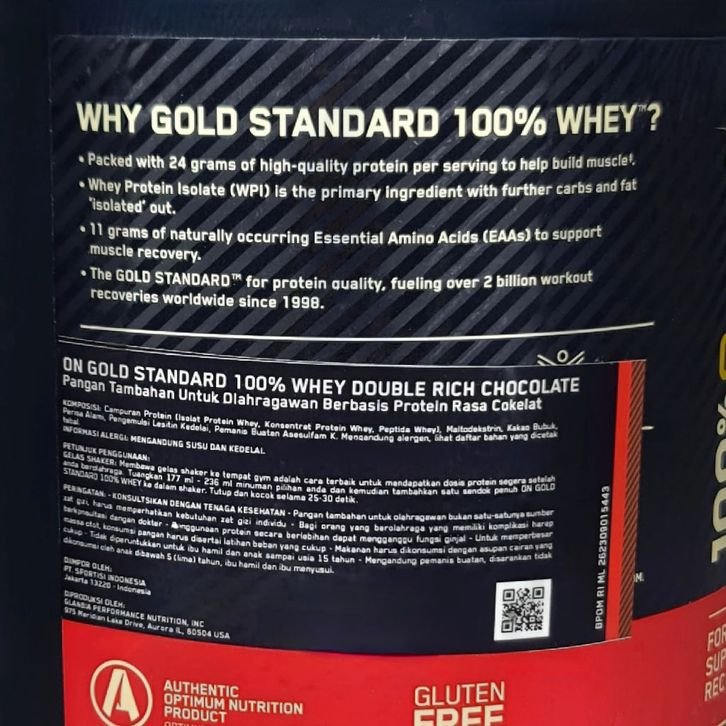 WHY GOLD STANDARD 100% WHEY™?
• Packed with 24 grams of high-quality protein per serving to help build muscle‡.
• Whey Protein Isolate (WPI) is the primary ingredient with further carbs and fat
"isolated" out.
• 11 grams of naturally occurring Essential Amino Acids (EAAs) to support
muscle recovery.
• The GOLD STANDARD™ for protein quality, fueling over 2 billion workout
recoveries worldwide since 1998.
ON GOLD STANDARD 100% WHEY DOUBLE RICH CHOCOLATE
Pangan Tambahan Untuk Olahragawan Berbasis Protein Rasa Cokelat
KOMPOSISI: Campuran Protein (Isolat Protein Whey, Konsentrat Protein Whey, Peptida Whey), Maltodekstrin, Kakao Bubuk,
Perisa Alami, Pengemulsi Lesitin Kedelai, Pemanis Buatan Asesulfam K. Mengandung alergen, lihat daftar bahan yang dicetak
tebal.
INFORMASI ALERGI: MENGANDUNG SUSU DAN KEDELAI.
PETUNJUK PENGGUNAAN:
GELAS SHAKER: Membawa gelas shaker ke tempat gym adalah cara terbaik untuk mendapatkan dosis protein segera setelah
anda berolahraga. Tuangkan 177 ml - 236 ml minuman pilihan anda dan kemudian tambahkan satu sendok penuh ON GOLD
STANDARD 100% WHEY ke dalam shaker. Tutup dan kocok selama 25-30 detik.
PERINGATAN: - KONSULTSIKAN DENGAN TENAGA KESEHATAN - Pangan tambahan untuk olahragawan bukan satu-satunya sumber
zat gizi, harus memperhatikan kebutuhan zat gizi individu - Bagi orang yang berolahraga yang memiliki komplikasi harap
berkonsultasi dengan dokter - Penggunaan protein secara berlebihan dapat mengganggu fungsi ginjal - Untuk memperbesar
massa otot, konsumsi pangan harus disertai latihan beban yang cukup - Makanan harus dikonsumsi dengan asupan cairan yang
cukup - Tidak diperuntukkan untuk ibu hamil dan anak sampai usia 15 tahun - Mengandung pemanis buatan, disarankan tidak
dikonsumsi oleh anak dibawah 5 (lima) tahun, ibu hamil dan ibu menyusui.
DIIMPOR OLEH:
PT. SPORTISI INDONESIA
Jakarta 13220 - Indonesia
DIPRODUKSI OLEH:
GLANBIA PERFORMANCE NUTRITION, INC
975 Meridian Lake Drive, Aurora IL, 60504 USA
BPOM RI ML 262309015443
AUTHENTIC
OPTIMUM NUTRITION
PRODUCT
GLUTEN
FREE
100%
FOR
SUP
REC